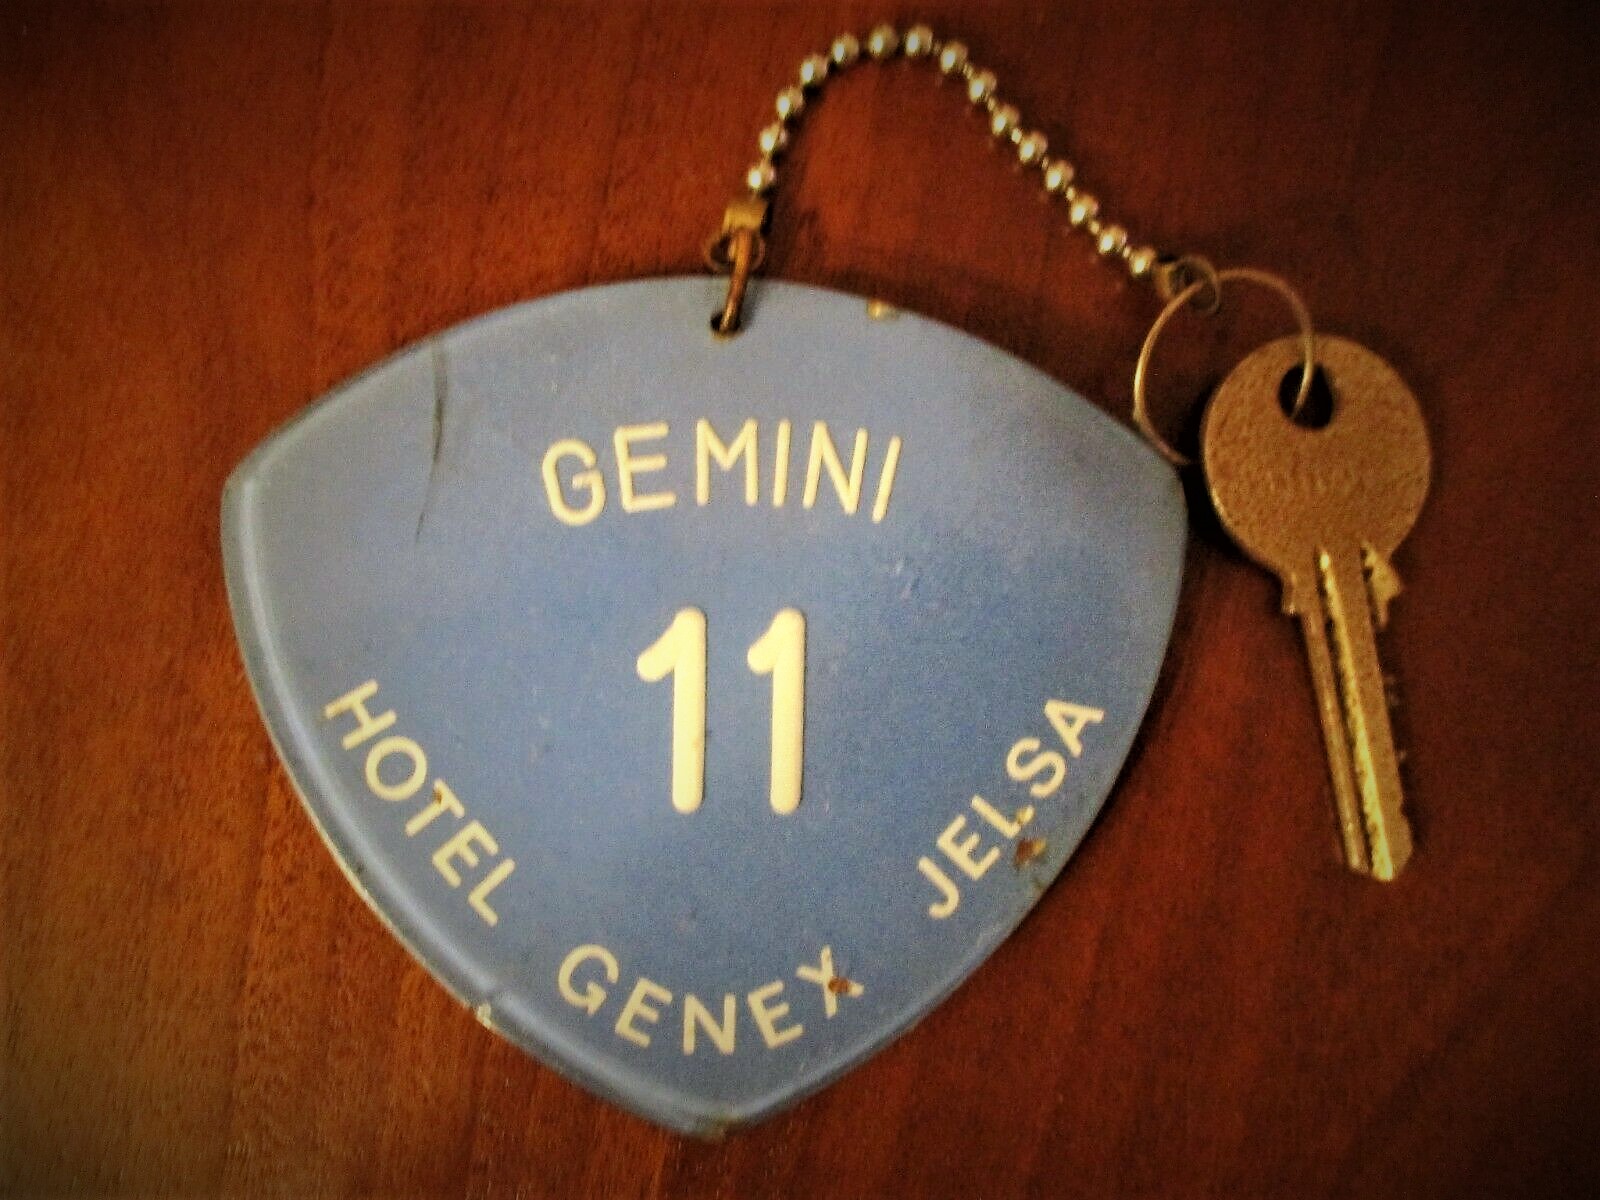 GEMINI
11
HOTEL GENEX JELSA